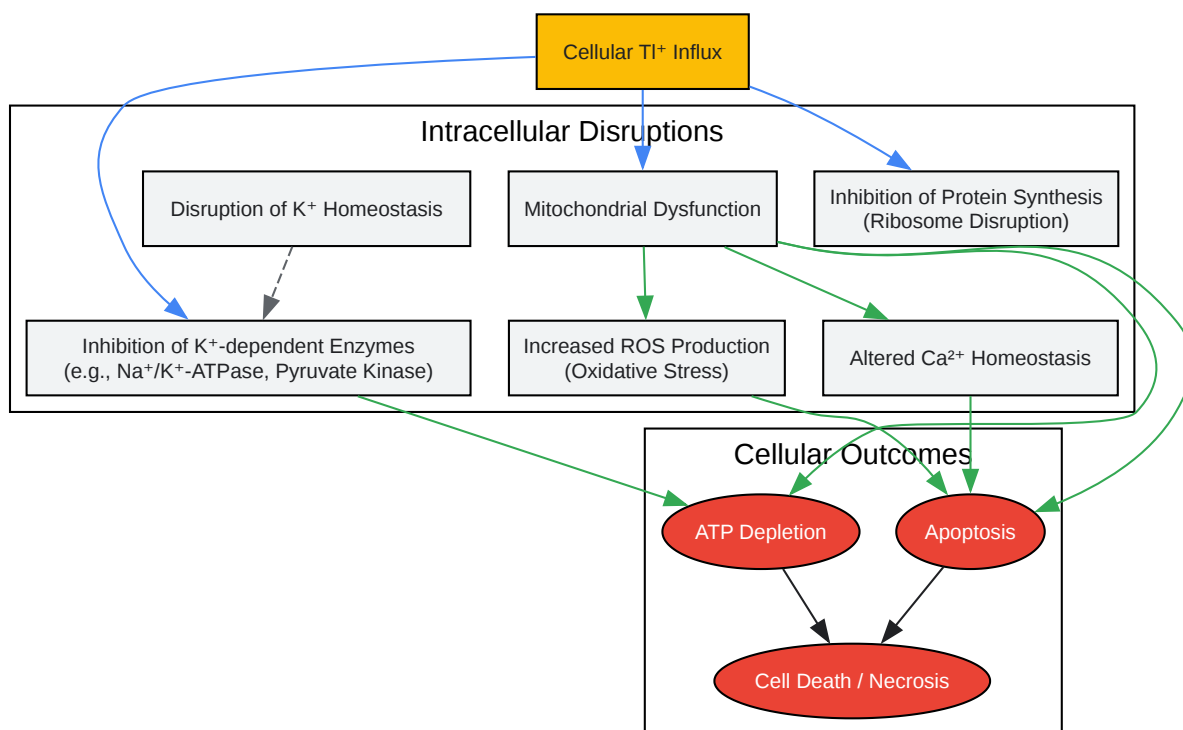 Cellular Tl⁺ Influx
Intracellular Disruptions
Disruption of K⁺ Homeostasis
Mitochondrial Dysfunction
Inhibition of Protein Synthesis
(Ribosome Disruption)
Inhibition of K⁺-dependent Enzymes
(e.g., Na⁺/K⁺-ATPase, Pyruvate Kinase)
Increased ROS Production
(Oxidative Stress)
Altered Ca²⁺ Homeostasis
Cellular Outcomes
ATP Depletion
Apoptosis
Cell Death / Necrosis